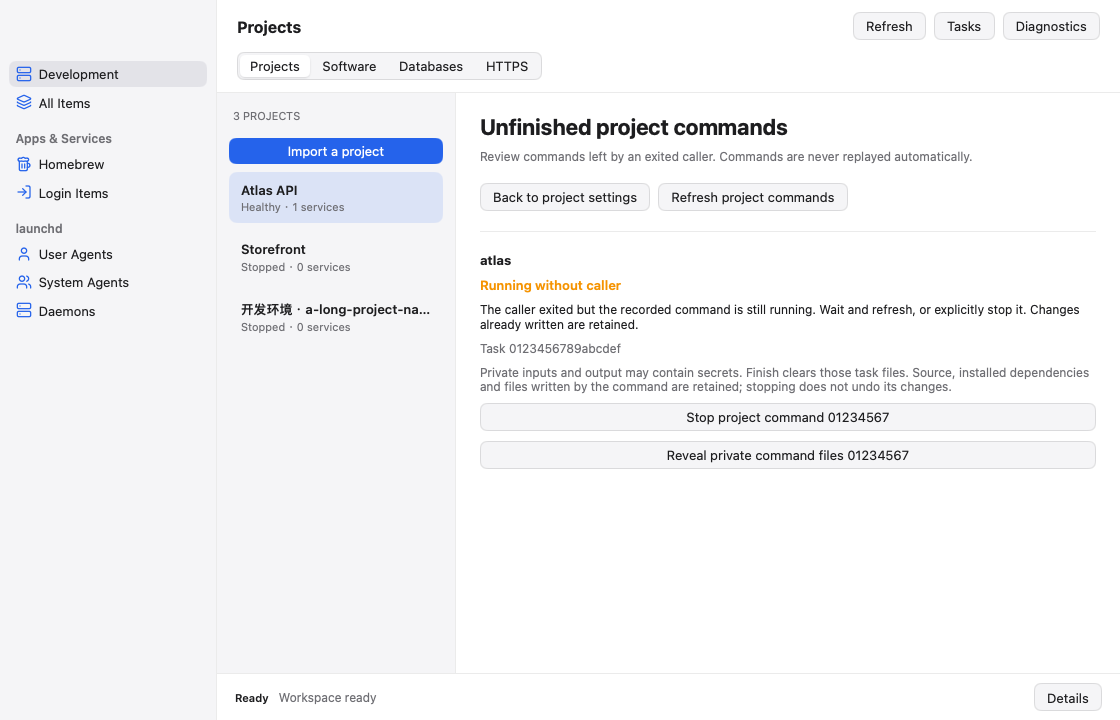 Development
All Items
Apps & Services
Homebrew
Login Items
launchd
User Agents
System Agents
Daemons
Projects
Refresh
Tasks
Diagnostics
Projects
Software
Databases
HTTPS
3 PROJECTS
Import a project
Atlas API
Healthy · 1 services
Storefront
Stopped · 0 services
开发环境 · a-long-project-na...
Stopped · 0 services
Unfinished project commands
Review commands left by an exited caller. Commands are never replayed automatically.
Back to project settings
Refresh project commands
atlas
Running without caller
The caller exited but the recorded command is still running. Wait and refresh, or explicitly stop it. Changes
already written are retained.
Task 0123456789abcdef
Private inputs and output may contain secrets. Finish clears those task files. Source, installed dependencies
and files written by the command are retained; stopping does not undo its changes.
Stop project command 01234567
Reveal private command files 01234567
Ready
Workspace ready
Details